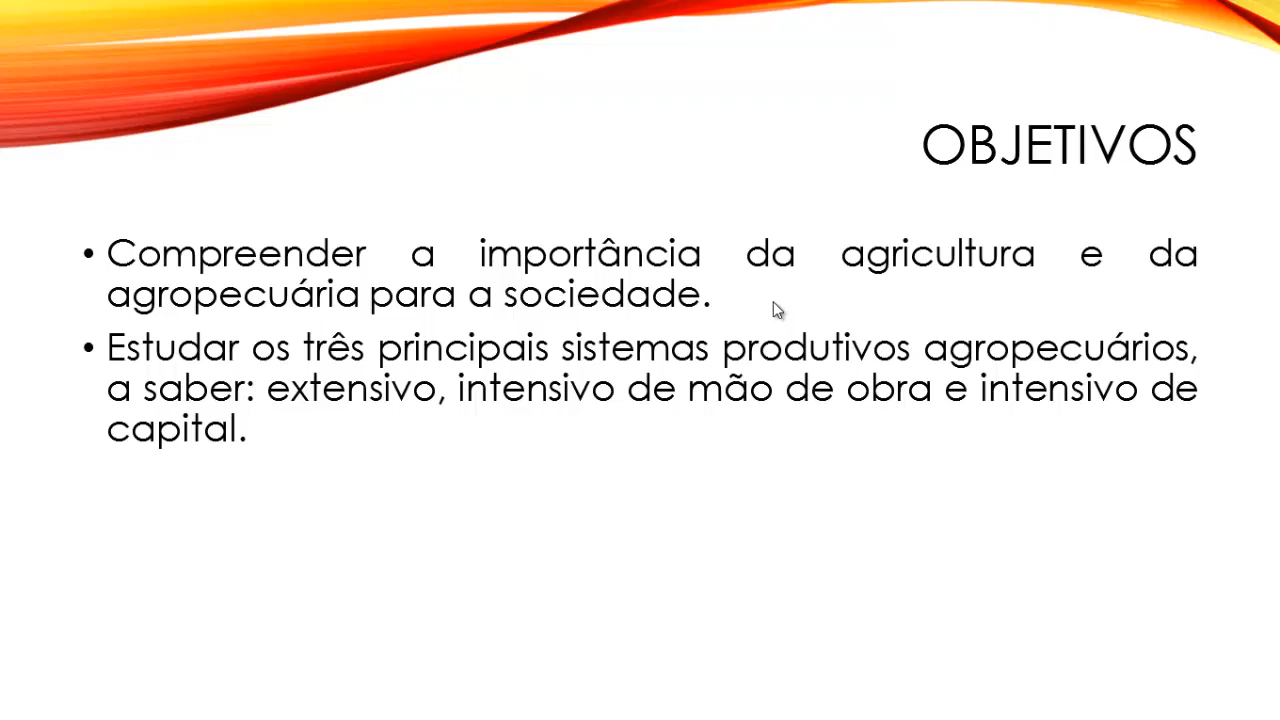 OBJETIVOS
• Compreender a importância da agricultura e da
agropecuária para a sociedade.
• Estudar os três principais sistemas produtivos agropecuários,
a saber: extensivo, intensivo de mão de obra e intensivo de
capital.